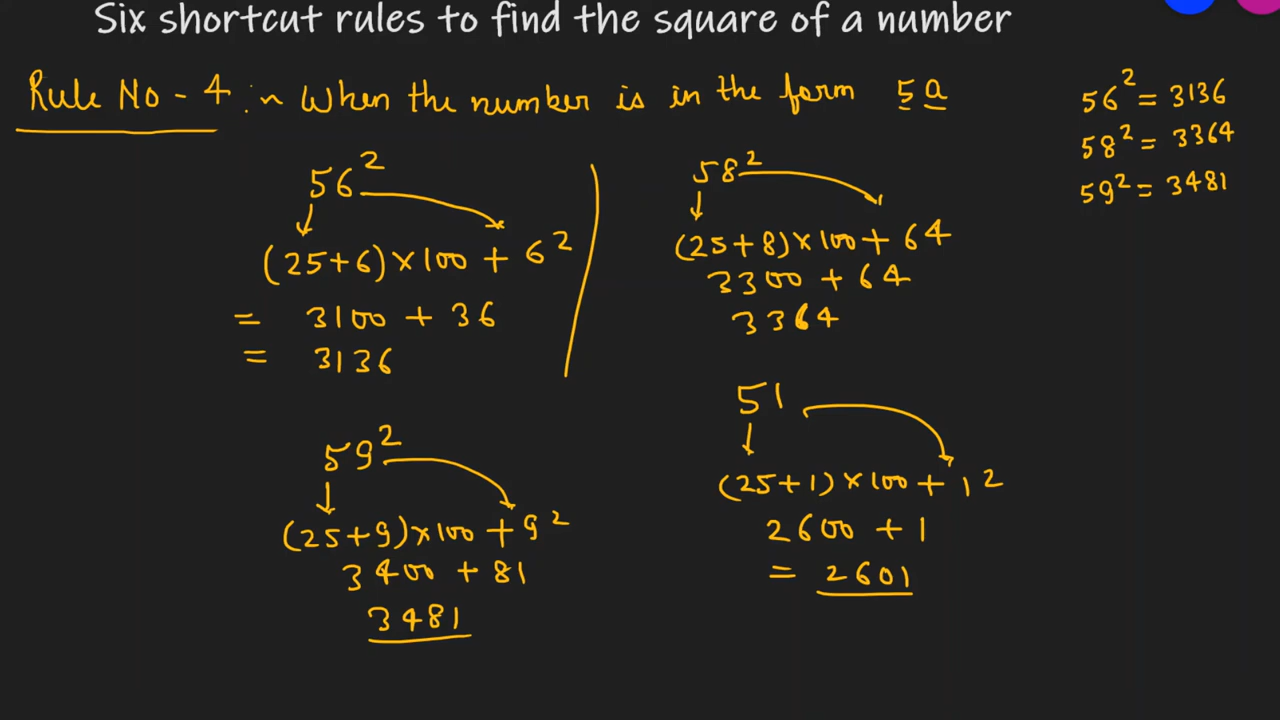 Six shortcut rules to find the square of a number
Rule No - 4 :~ When the number is in the form 5a
56² = 3136
58² = 3364
59² = 3481
56²
(25+6)×100 + 6²
= 3100 + 36
= 3136
58²
(25+8)×100 + 64
3300 + 64
3364
59²
(25+9)×100 + 9²
3400 + 81
3481
51
(25+1)×100 + 1²
2600 + 1
= 2601